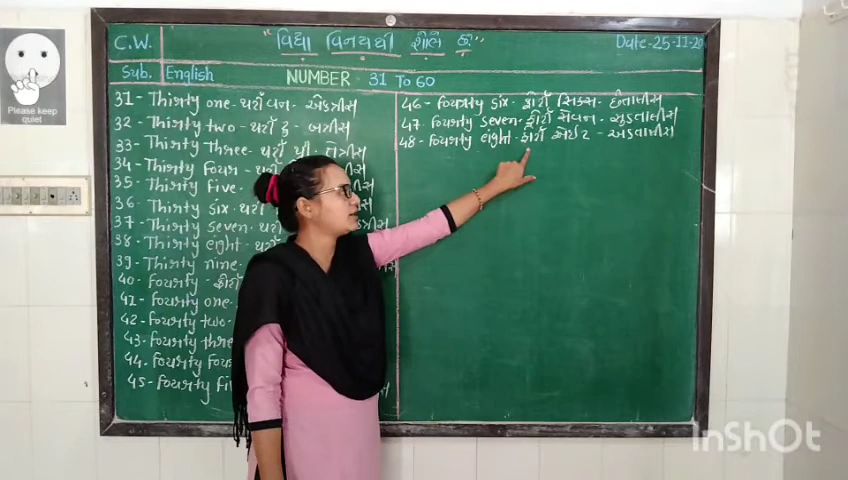 C.W.
"વિદ્યા વિનયથી શોભે છે."
Date-25-11-20
Sub. English
NUMBER - 31 To 60
Please keep
quiet
31 - Thirty one - થર્ટી વન - એકત્રીસ
32 - Thirty two - થર્ટી ટુ - બત્રીસ
33 - Thirty three - થર્ટી થ્રી - તેત્રીસ
34 - Thirty Four - થર્ટી
35 - Thirty five.
36 - Thirty six - થર્ટી
37 - Thirty seven - થર્ટી
38 - Thirty eight - થર્ટી
39 - Thirty nine
40 - Fourty - ફોર્ટી
41 - Fourty one -
42 - Fourty two -
43 - Fourty three
44 - Fourty Four
45 - Fourty five
46 - Fourty six - ફોર્ટી સિક્સ - છેંતાલીસ
47 - Fourty seven - ફોર્ટી સેવન - સુડતાલીસ
48 - Fourty eight - ફોર્ટી એઈટ - અડતાલીસ
InShOt